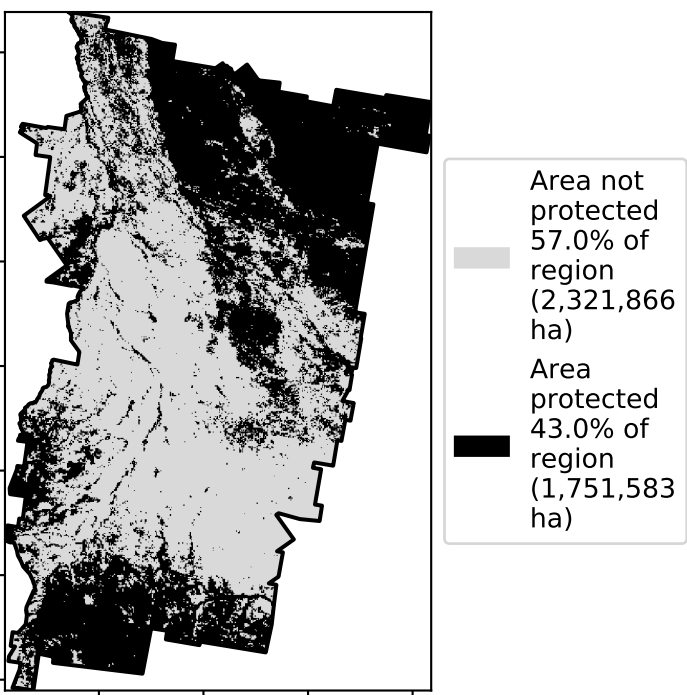 Area not
protected
57.0% of
region
(2,321,866
ha)
Area
protected
43.0% of
region
(1,751,583
ha)